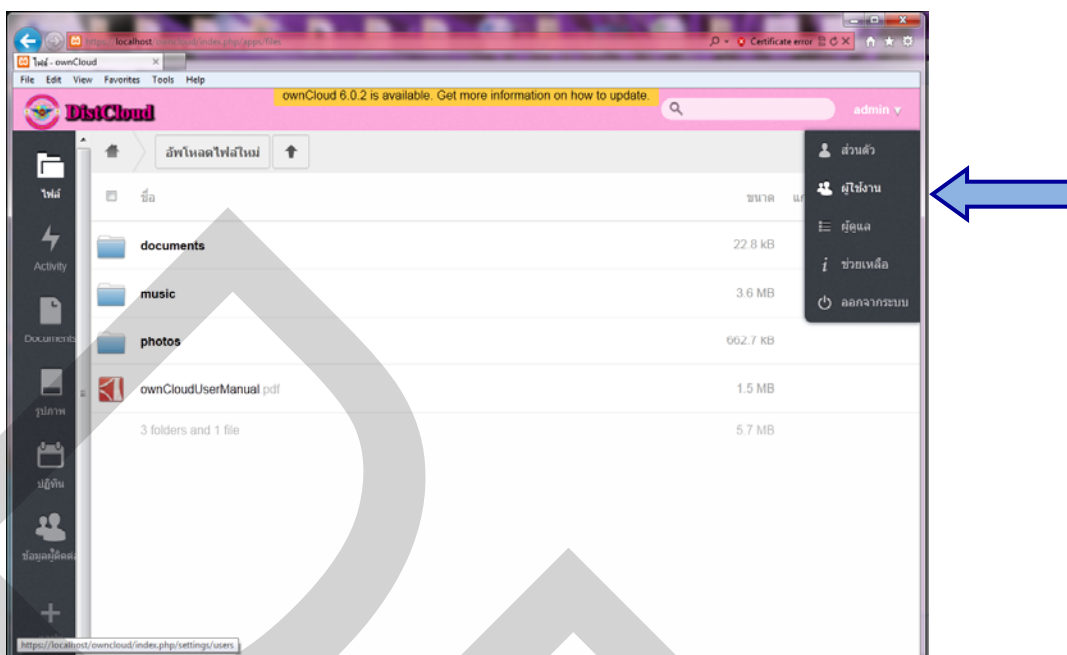 https://localhost/owncloud/index.php/apps/files
Certificate error
ไฟล์ - ownCloud
File Edit View Favorites Tools Help
DistCloud
ownCloud 6.0.2 is available. Get more information on how to update.
admin
อัพโหลดไฟล์ใหม่
ส่วนตัว
ผู้ใช้งาน
ผู้ดูแล
ช่วยเหลือ
ออกจากระบบ
ไฟล์
Activity
Documents
รูปภาพ
ปฏิทิน
ชื่อ
ขนาด
documents
22.8 kB
music
3.6 MB
photos
662.7 kB
ownCloudUserManual.pdf
1.5 MB
3 folders and 1 file
5.7 MB
https://localhost/owncloud/index.php/settings/users